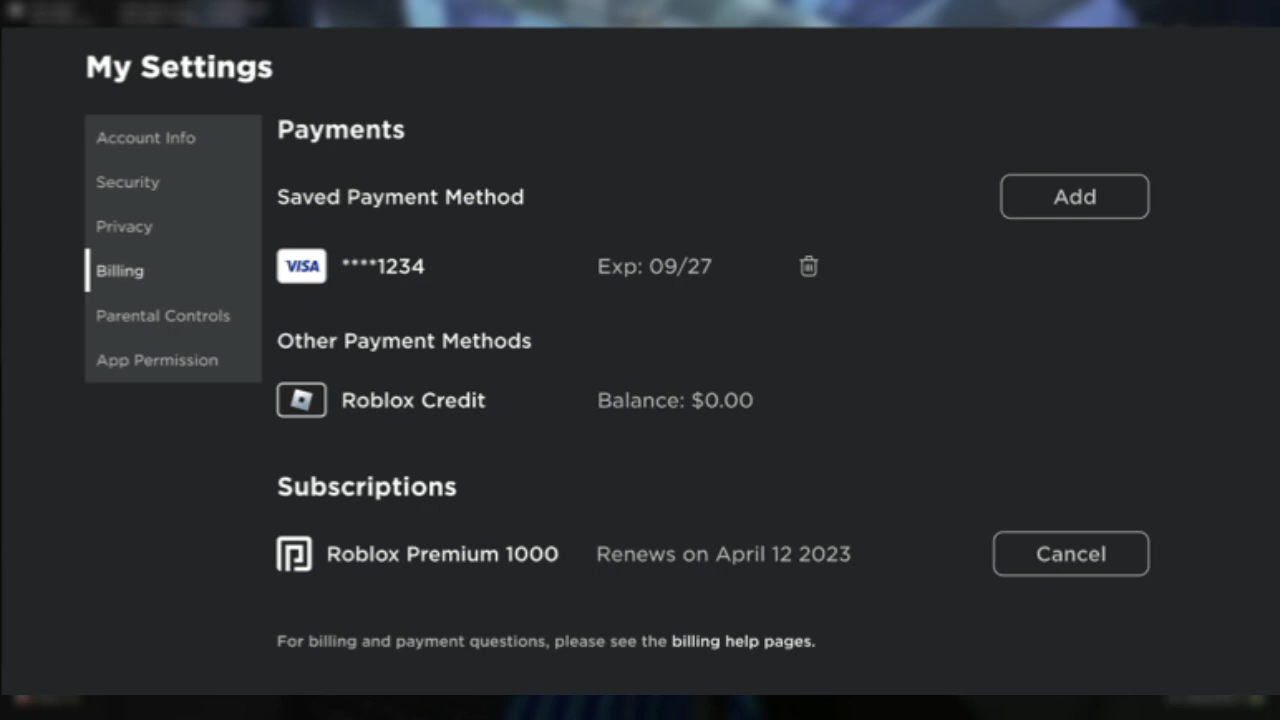 My Settings
Account Info
Security
Privacy
Billing
Parental Controls
App Permission
Payments
Saved Payment Method
Add
VISA ****1234 Exp: 09/27
Other Payment Methods
Roblox Credit Balance: $0.00
Subscriptions
Roblox Premium 1000 Renews on April 12 2023 Cancel
For billing and payment questions, please see the billing help pages.